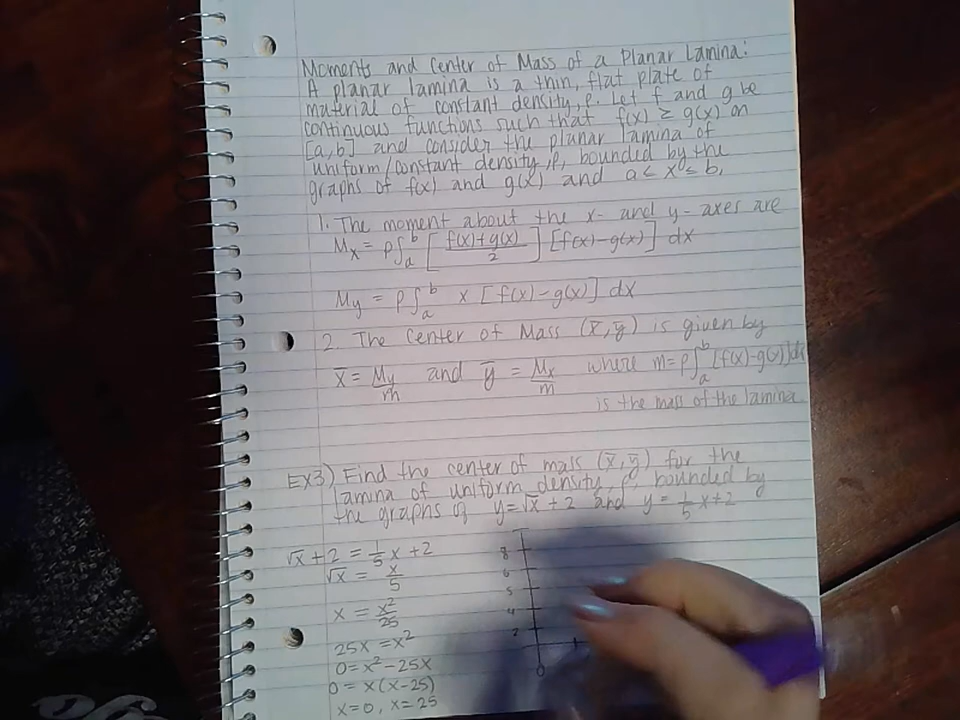 Moments and Center of Mass of a Planar Lamina:
A planar lamina is a thin, flat plate of
material of constant density, ρ. Let f and g be
continuous functions such that f(x) ≥ g(x) on
[a,b] and consider the planar lamina of
uniform/constant density, ρ, bounded by the
graphs of f(x) and g(x) and a ≤ x ≤ b.
1. The moment about the x- and y-axes are
Mx = ρ∫_a^b [(f(x)+g(x))/2] [f(x)-g(x)] dx
My = ρ∫_a^b x [f(x)-g(x)] dx
2. The Center of Mass (x̄,ȳ) is given by
x̄ = My/m and ȳ = Mx/m where m=ρ∫_a^b [f(x)-g(x)]dx
is the mass of the lamina.
EX3) Find the center of mass (x̄,ȳ) for the
lamina of uniform density, ρ bounded by
the graphs of y=√x + 2 and y = 1/5 x+2
√x + 2 = 1/5 x + 2
√x = x/5
x = x²/25
25x = x²
0 = x² - 25x
0 = x(x-25)
x=0, x=25
8
6
5
4
2
0